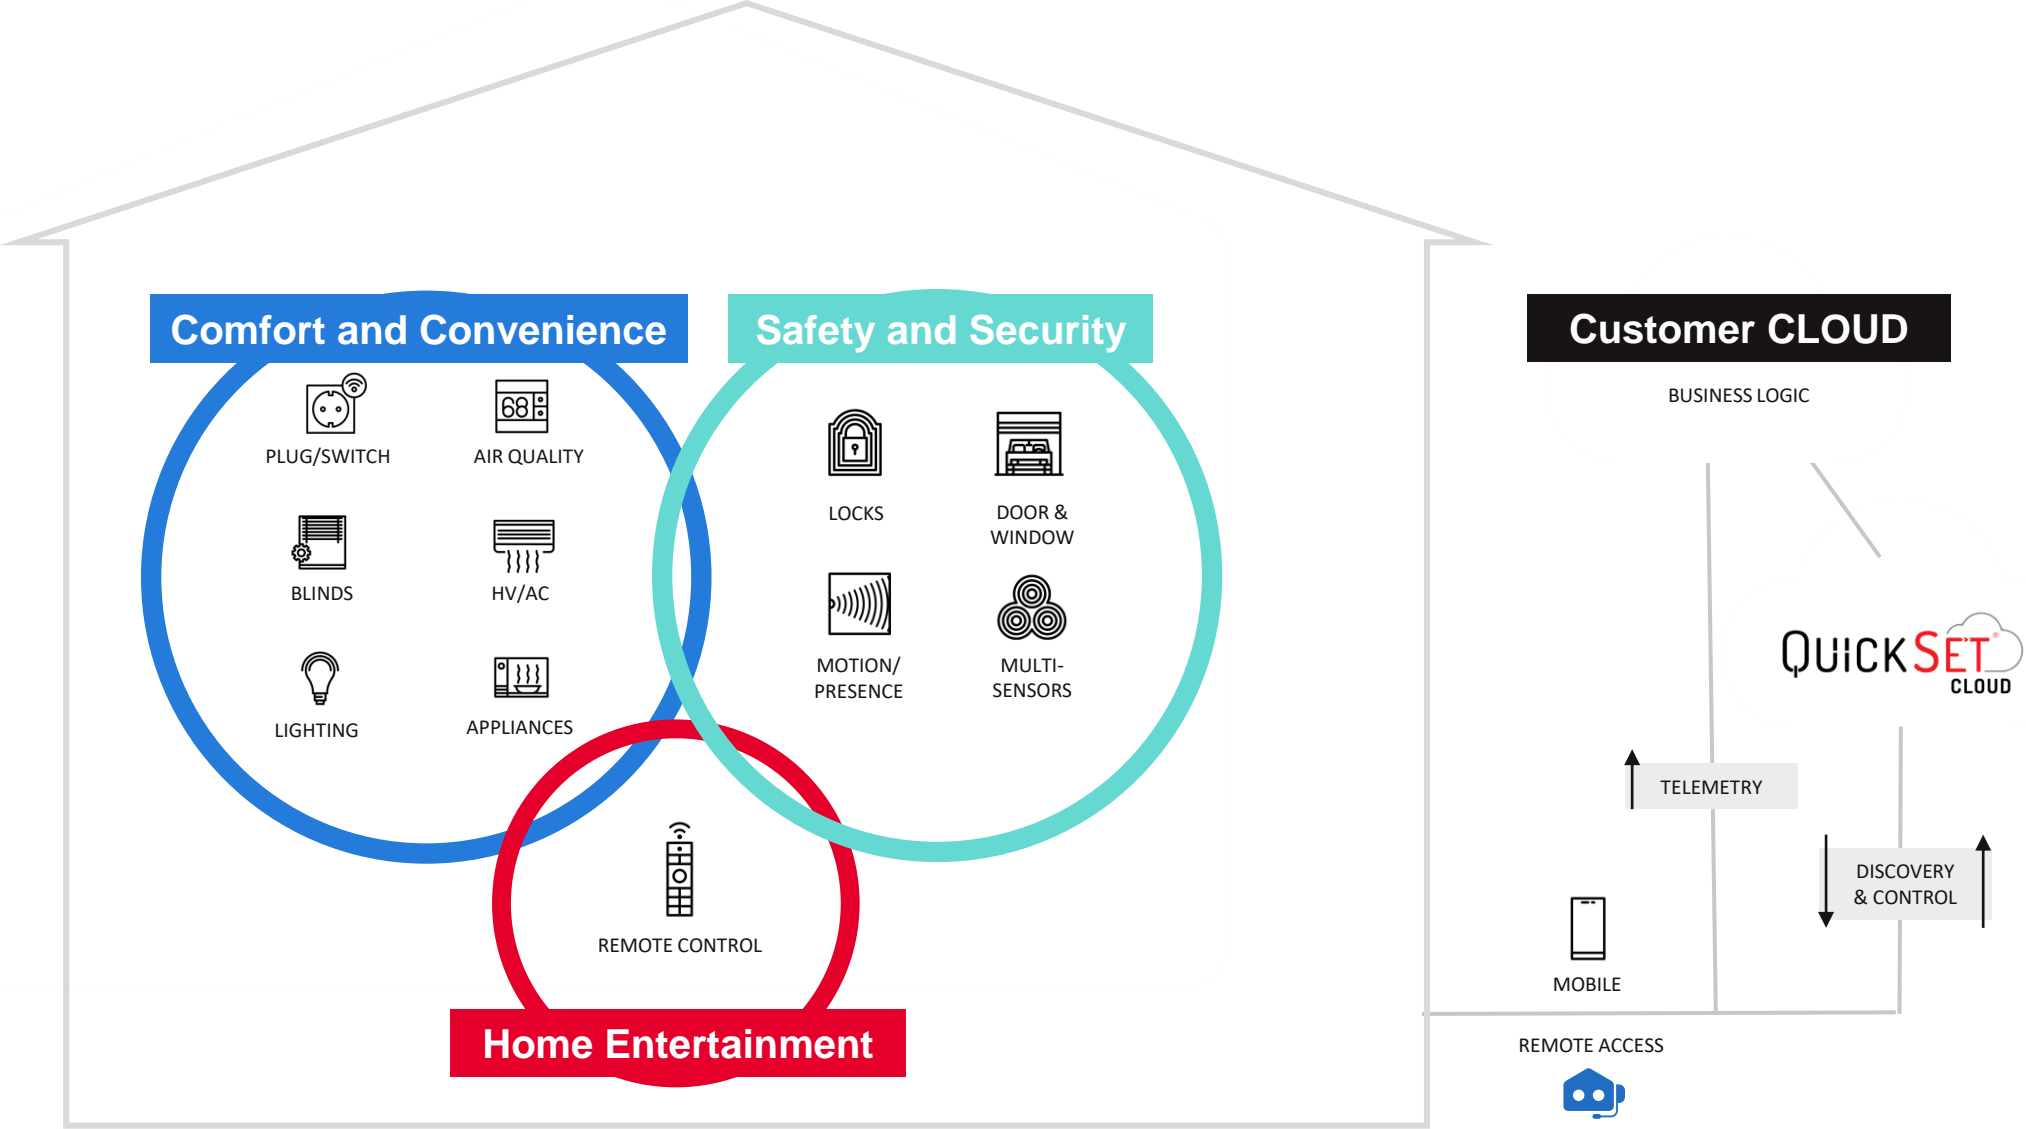 Comfort and Convenience
Safety and Security
Customer CLOUD
BUSINESS LOGIC
68
PLUG/SWITCH
AIR QUALITY
LOCKS
DOOR &
WINDOW
BLINDS
HV/AC
MOTION/
PRESENCE
MULTI-
SENSORS
LIGHTING
APPLIANCES
QUICKSET®
CLOUD
TELEMETRY
DISCOVERY
& CONTROL
REMOTE CONTROL
MOBILE
Home Entertainment
REMOTE ACCESS